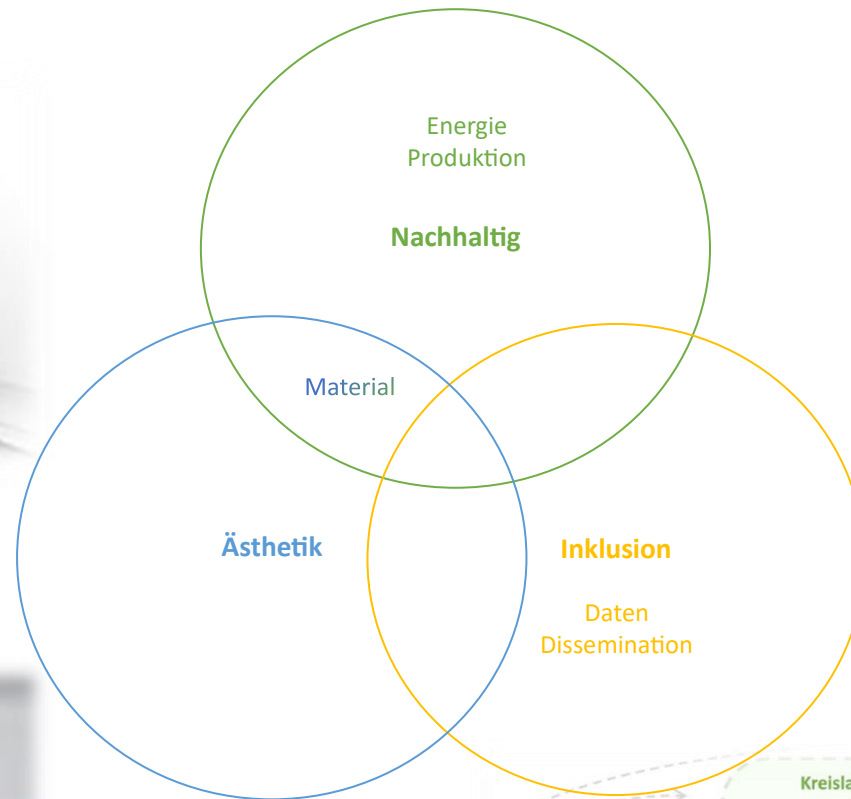 Energie
Produktion
Nachhaltig
Material
Ästhetik
Inklusion
Daten
Dissemination